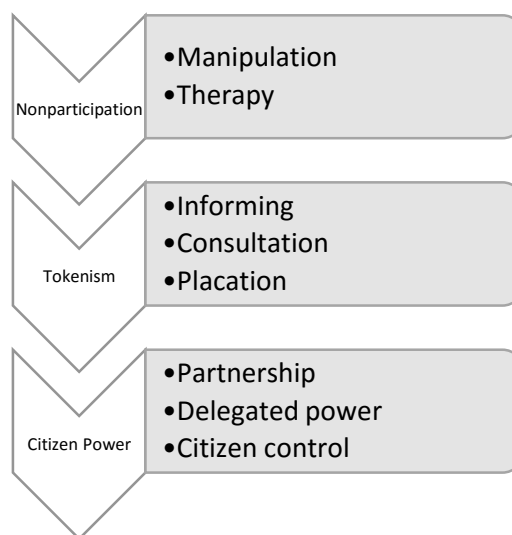 Nonparticipation
•Manipulation
•Therapy
Tokenism
•Informing
•Consultation
•Placation
Citizen Power
•Partnership
•Delegated power
•Citizen control